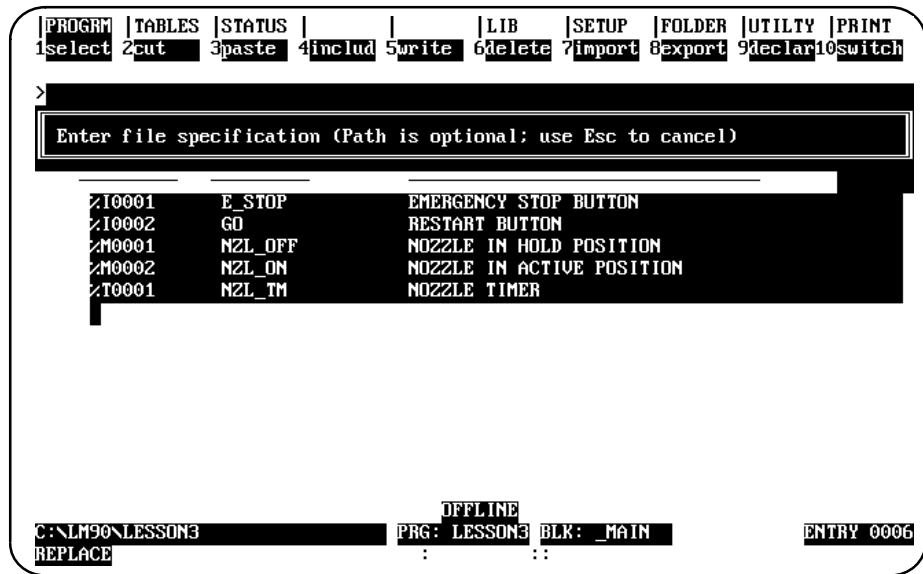 |PROGRM |TABLES |STATUS | | |LIB |SETUP |FOLDER |UTILTY |PRINT
1select 2cut 3paste 4includ 5write 6delete 7import 8export 9declar10switch
>
Enter file specification (Path is optional; use Esc to cancel)
%I0001 E_STOP EMERGENCY STOP BUTTON
%I0002 GO RESTART BUTTON
%M0001 NZL_OFF NOZZLE IN HOLD POSITION
%M0002 NZL_ON NOZZLE IN ACTIVE POSITION
%T0001 NZL_TM NOZZLE TIMER
OFFLINE
C:\LM90\LESSON3 PRG: LESSON3 BLK: _MAIN ENTRY 0006
REPLACE : ::